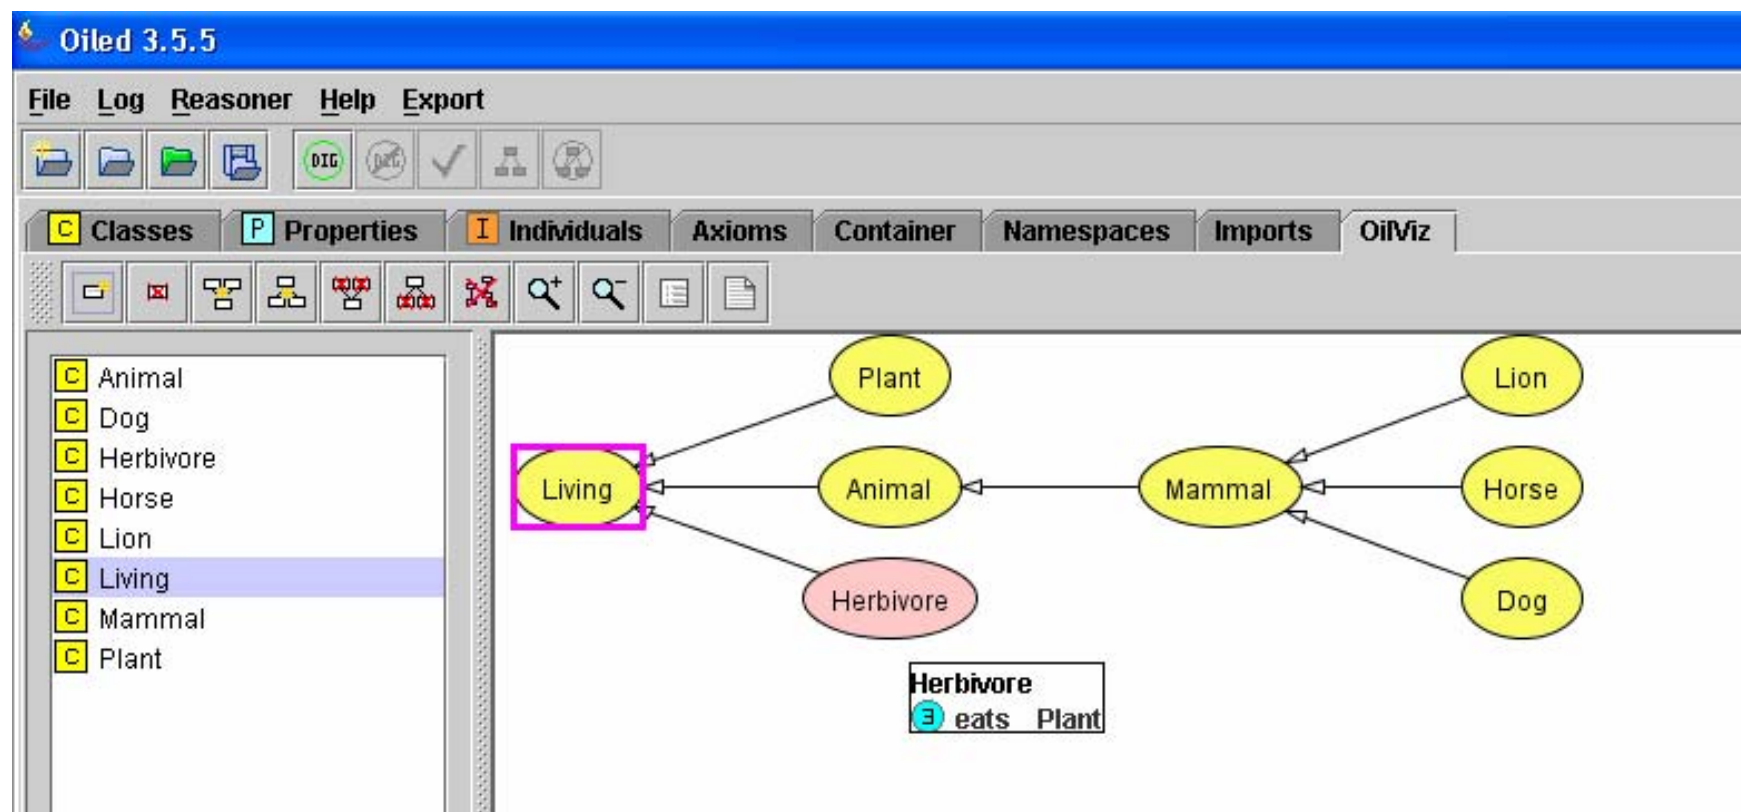 Oiled 3.5.5
File Log Reasoner Help Export
DIG DIG
C Classes P Properties I Individuals Axioms Container Namespaces Imports OilViz
C Animal
C Dog
C Herbivore
C Horse
C Lion
C Living
C Mammal
C Plant
Plant Lion
Living Animal Mammal Horse
Herbivore Dog
Herbivore
∃ eats Plant